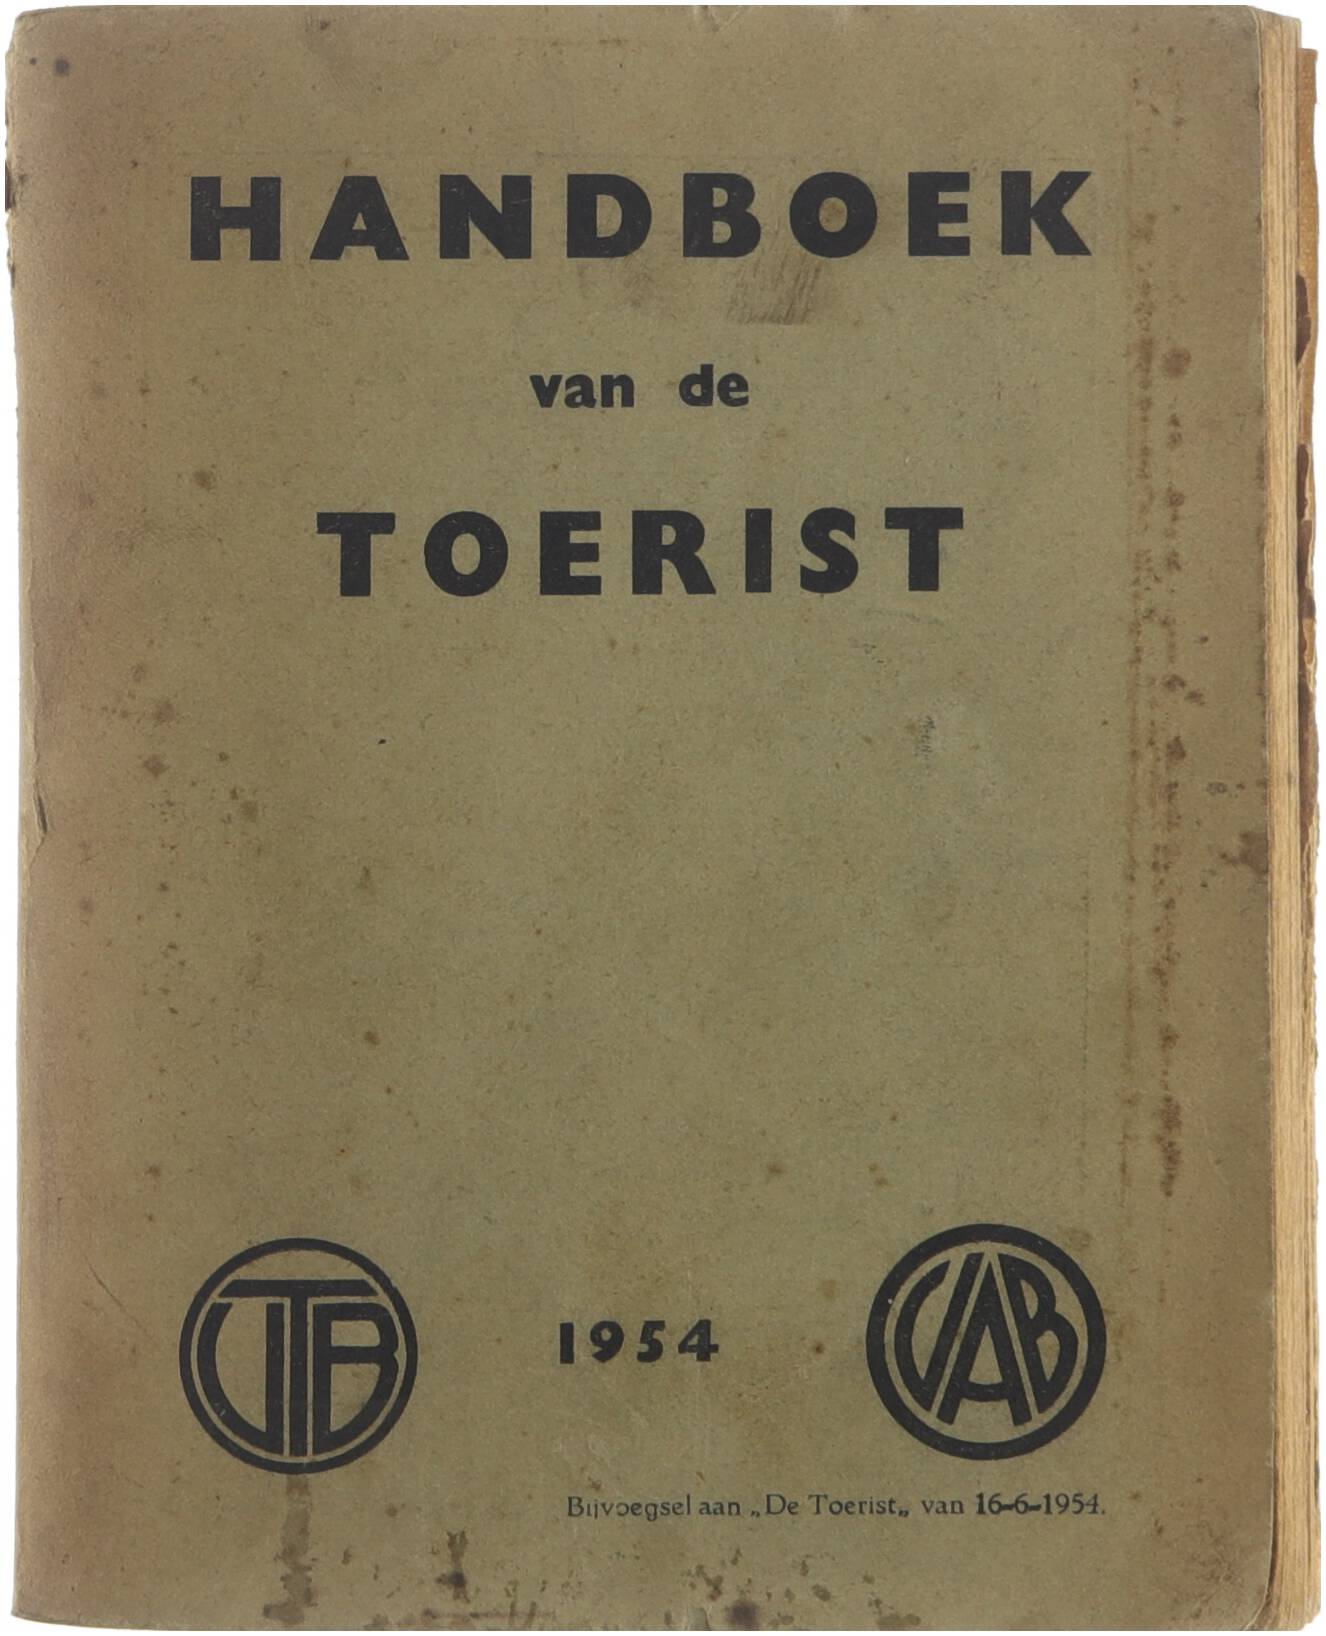 HANDBOEK
van de
TOERIST
VTB
1954
VAB
Bijvoegsel aan „De Toerist„ van 16-6-1954.